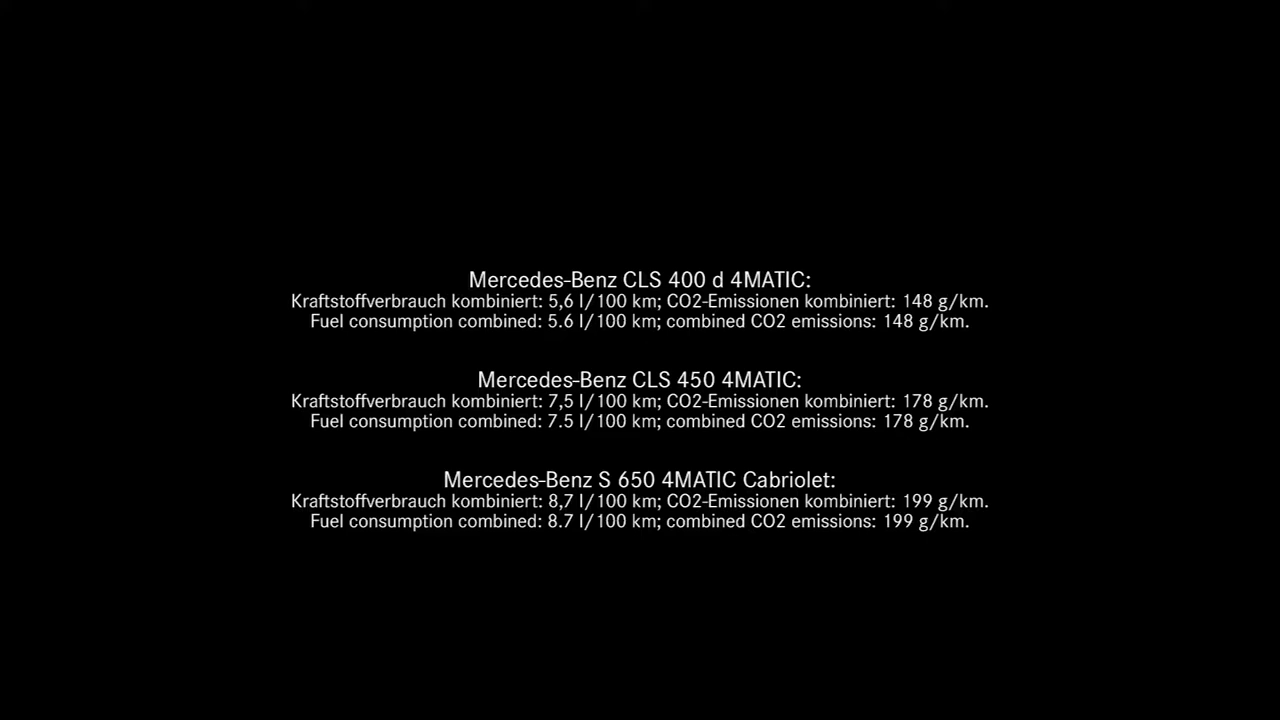 Mercedes-Benz CLS 400 d 4MATIC:
Kraftstoffverbrauch kombiniert: 5,6 l/100 km; CO2-Emissionen kombiniert: 148 g/km.
Fuel consumption combined: 5.6 l/100 km; combined CO2 emissions: 148 g/km.
Mercedes-Benz CLS 450 4MATIC:
Kraftstoffverbrauch kombiniert: 7,5 l/100 km; CO2-Emissionen kombiniert: 178 g/km.
Fuel consumption combined: 7.5 l/100 km; combined CO2 emissions: 178 g/km.
Mercedes-Benz S 650 4MATIC Cabriolet:
Kraftstoffverbrauch kombiniert: 8,7 l/100 km; CO2-Emissionen kombiniert: 199 g/km.
Fuel consumption combined: 8.7 l/100 km; combined CO2 emissions: 199 g/km.